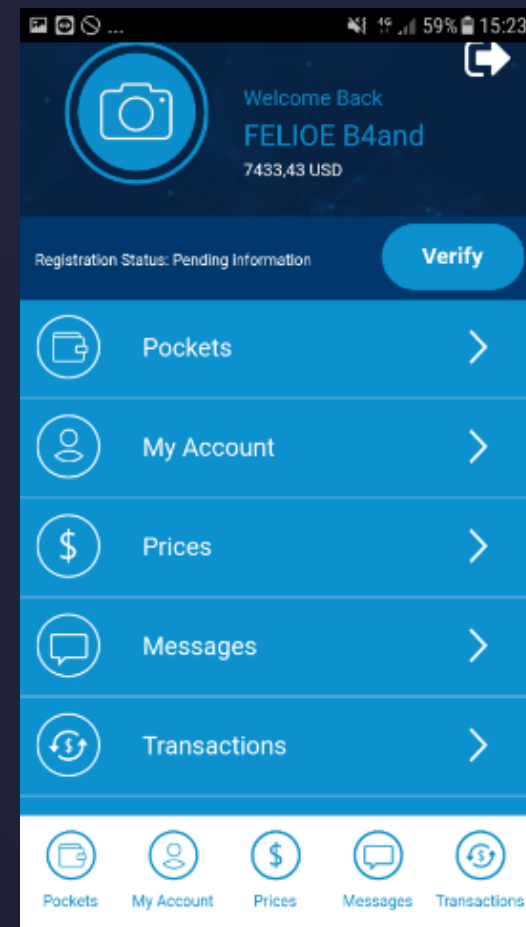 ... 59% 15:23
Welcome Back
FELIOE B4and
7433,43 USD
Registration Status: Pending Information
Verify
Pockets
My Account
Prices
Messages
Transactions
Pockets My Account Prices Messages Transactions